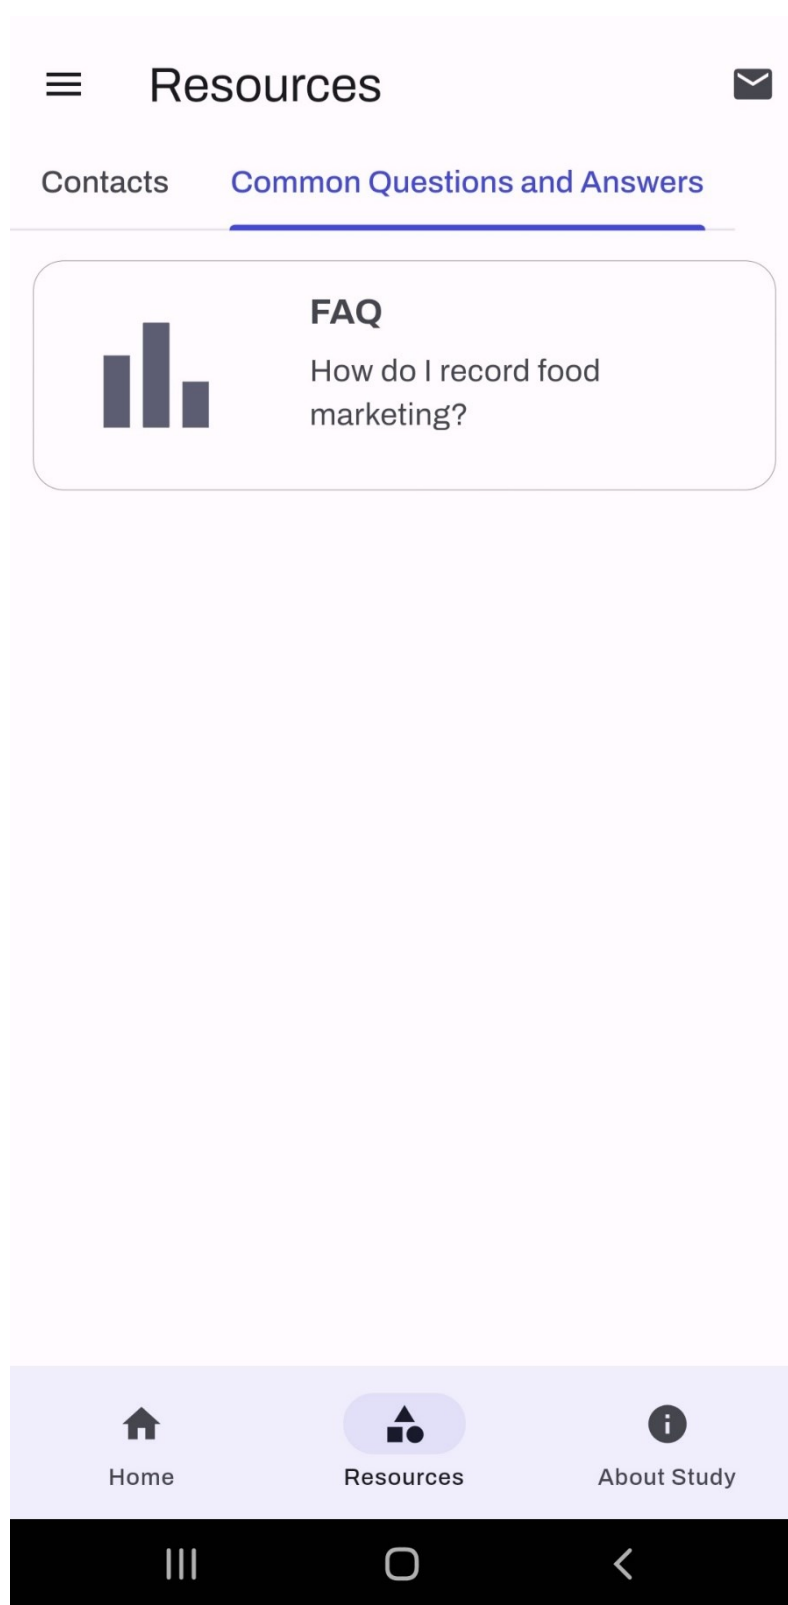 Resources
Contacts Common Questions and Answers
FAQ
How do I record food
marketing?
Home Resources About Study